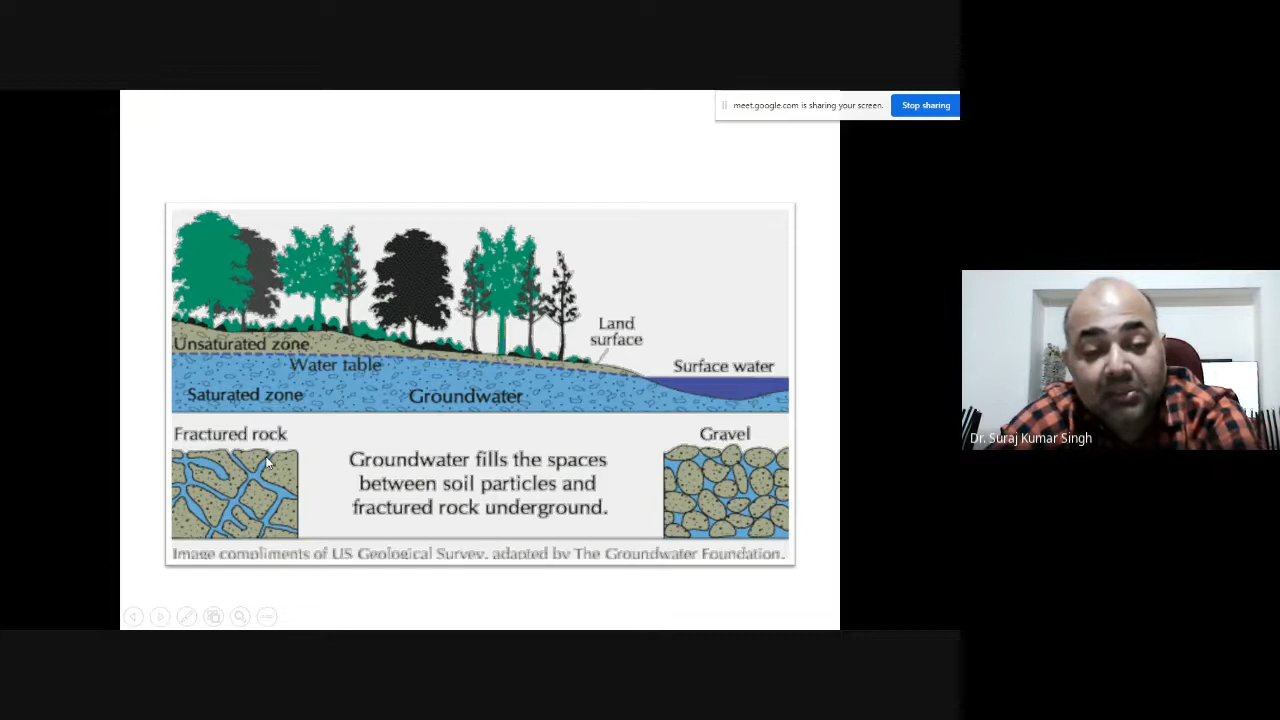 meet.google.com is sharing your screen.
Stop sharing
Land
surface
Unsaturated zone
Water table
Surface water
Saturated zone
Groundwater
Fractured rock
Gravel
Groundwater fills the spaces
between soil particles and
fractured rock underground.
Image compliments of US Geological Survey, adapted by The Groundwater Foundation.
Dr. Suraj Kumar Singh